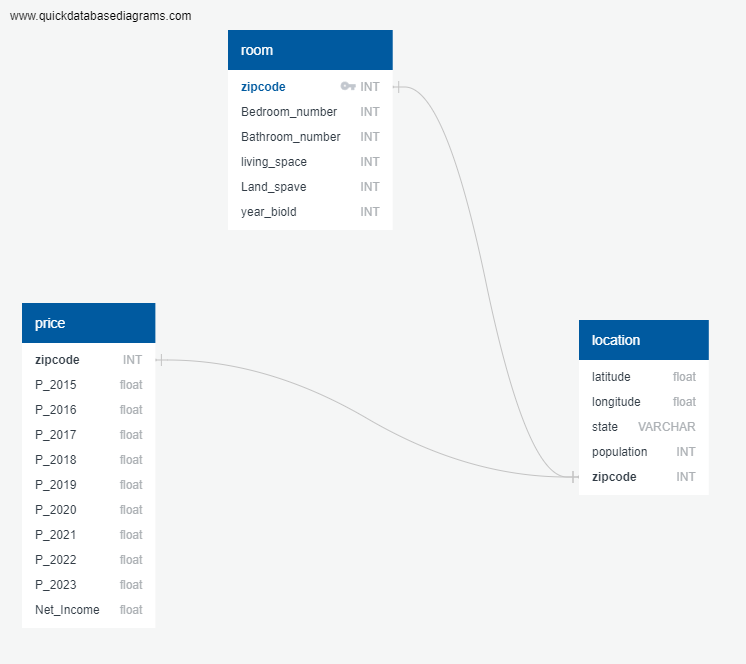 www.quickdatabasediagrams.com
room
zipcode INT
Bedroom_number INT
Bathroom_number INT
living_space INT
Land_spave INT
year_biold INT
price
zipcode INT
P_2015 float
P_2016 float
P_2017 float
P_2018 float
P_2019 float
P_2020 float
P_2021 float
P_2022 float
P_2023 float
Net_Income float
location
latitude float
longitude float
state VARCHAR
population INT
zipcode INT